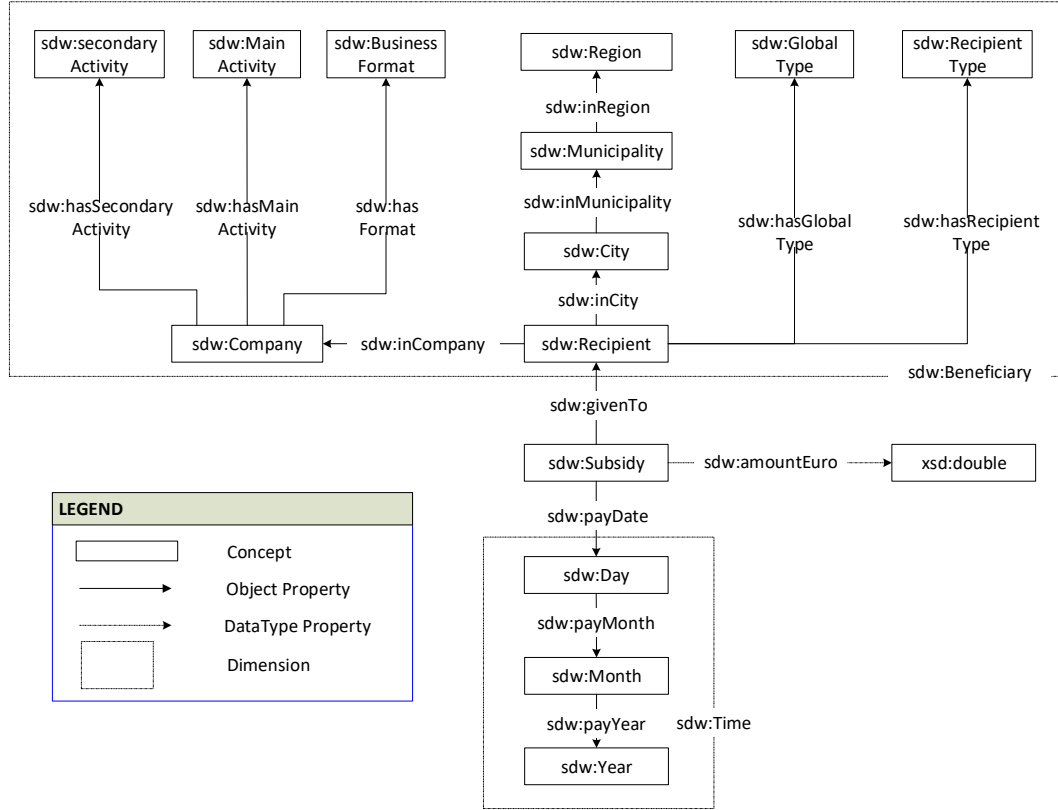 sdw:secondary
Activity
sdw:Main
Activity
sdw:Business
Format
sdw:Region
sdw:Global
Type
sdw:Recipient
Type
sdw:inRegion
sdw:Municipality
sdw:hasSecondary
Activity
sdw:hasMain
Activity
sdw:has
Format
sdw:inMunicipality
sdw:hasGlobal
Type
sdw:hasRecipient
Type
sdw:City
sdw:inCity
sdw:Company
sdw:inCompany
sdw:Recipient
sdw:Beneficiary
sdw:givenTo
sdw:Subsidy
sdw:amountEuro
xsd:double
LEGEND
Concept
Object Property
DataType Property
Dimension
sdw:payDate
sdw:Day
sdw:payMonth
sdw:Month
sdw:payYear
sdw:Time
sdw:Year